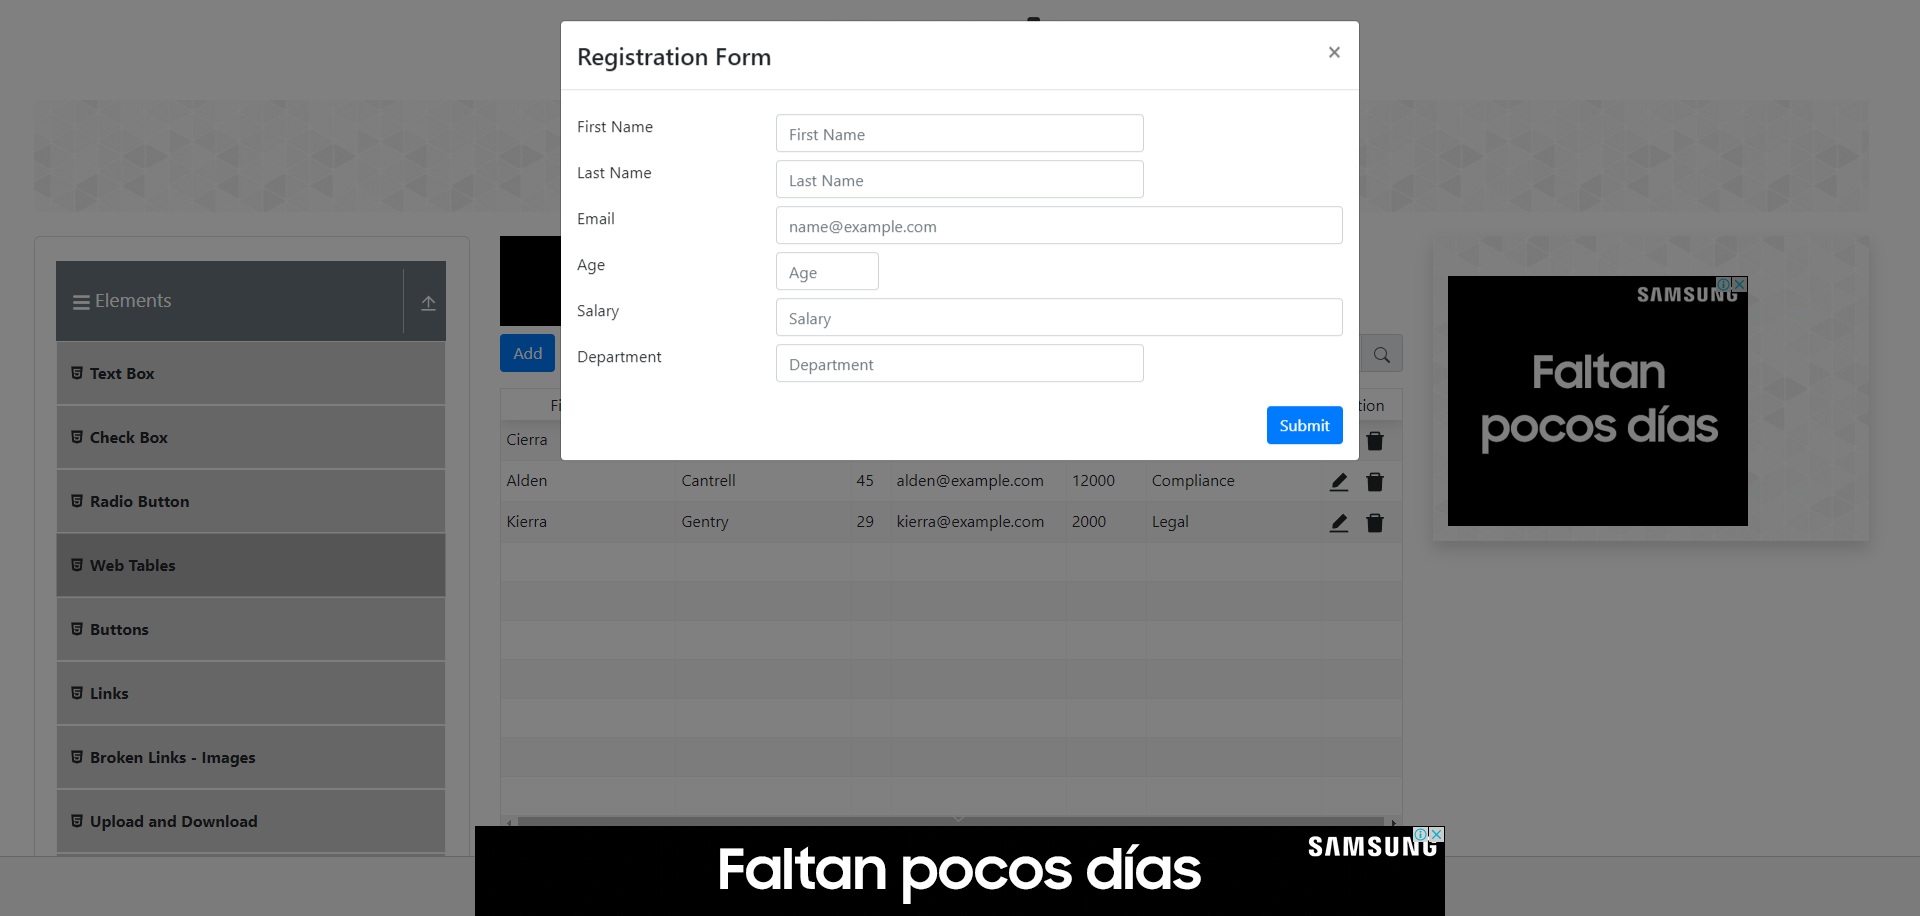 Registration Form ×
First Name First Name
Last Name Last Name
Email name@example.com
Age Age
Salary Salary
Department Department
Submit
Elements
Text Box
Check Box
Radio Button
Web Tables
Buttons
Links
Broken Links - Images
Upload and Download
Add
Cierra
Alden Cantrell 45 alden@example.com 12000 Compliance
Kierra Gentry 29 kierra@example.com 2000 Legal
SAMSUNG
Faltan
pocos días
SAMSUNG
Faltan pocos días